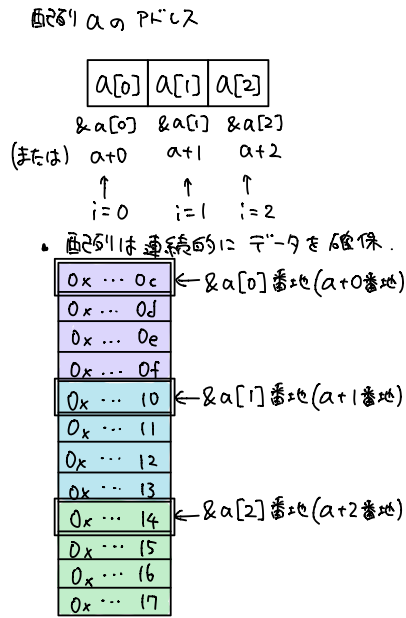 配列 a の アドレス
a[0] a[1] a[2]
&a[0] &a[1] &a[2]
(または) a+0 a+1 a+2
↑ ↑ ↑
i=0 i=1 i=2
・配列は連続的にデータを確保.
0x … 0c ←&a[0]番地(a+0番地)
0x … 0d
0x … 0e
0x … 0f
0x … 10 ←&a[1]番地(a+1番地)
0x … 11
0x … 12
0x … 13
0x … 14 ←&a[2]番地(a+2番地)
0x … 15
0x … 16
0x … 17